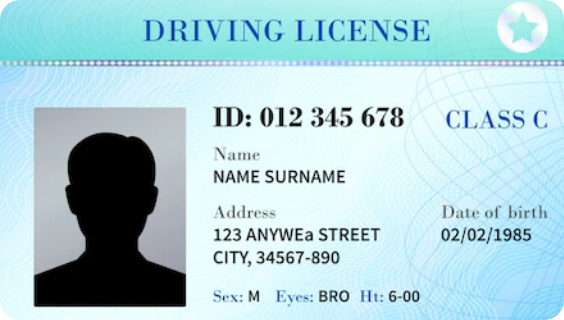 DRIVING LICENSE
ID: 012 345 678 CLASS C
Name
NAME SURNAME
Address Date of birth
123 ANYWEa STREET 02/02/1985
CITY, 34567-890
Sex: M Eyes: BRO Ht: 6-00